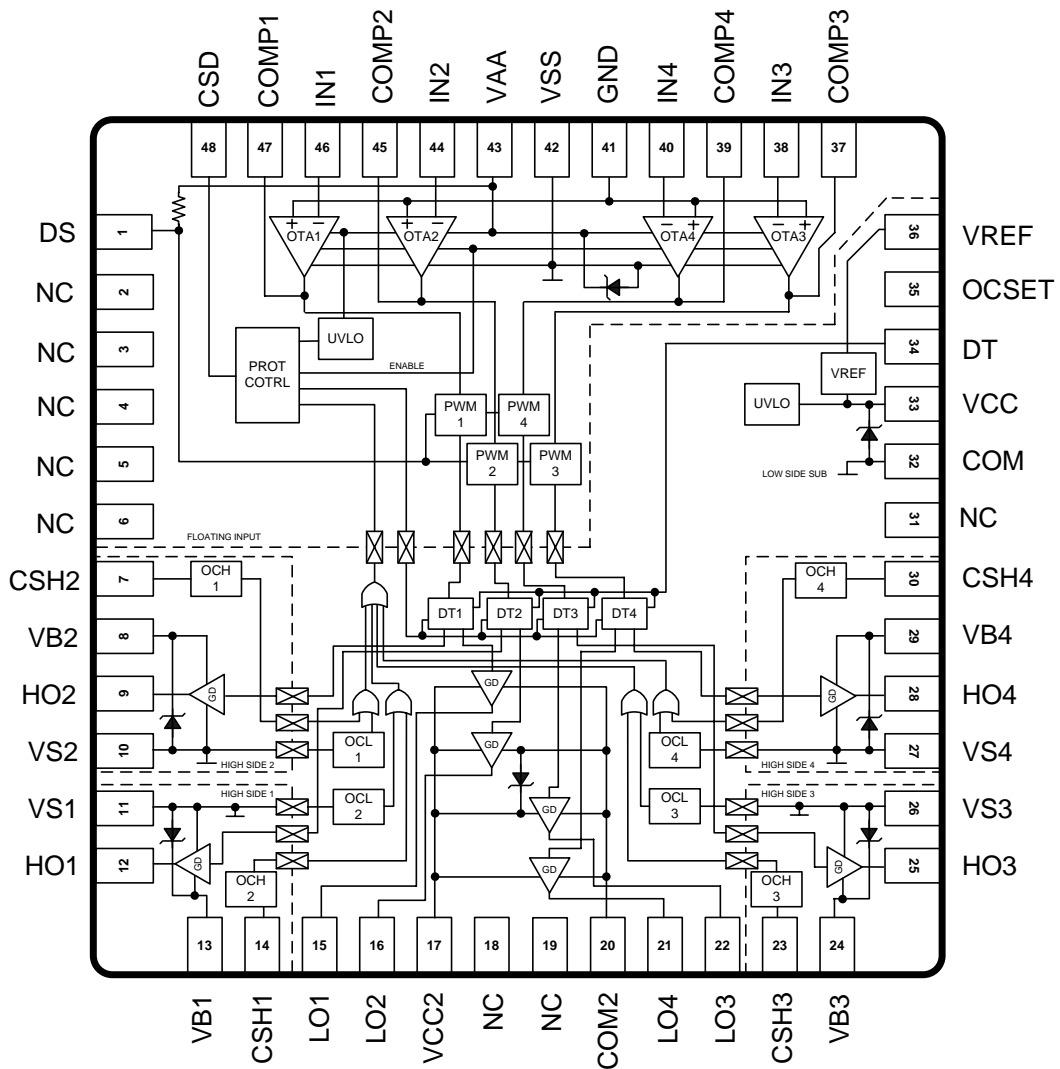 CSD
COMP1
IN1
COMP2
IN2
VAA
VSS
GND
IN4
COMP4
IN3
COMP3
48
47
46
45
44
43
42
41
40
39
38
37
DS
1
NC
2
NC
3
NC
4
NC
5
NC
6
CSH2
7
VB2
8
HO2
9
VS2
10
VS1
11
HO1
12
36
VREF
35
OCSET
34
DT
33
VCC
32
COM
31
NC
30
CSH4
29
VB4
28
HO4
27
VS4
26
VS3
25
HO3
+
−
OTA1
+
−
OTA2
−
+
OTA4
−
+
OTA3
UVLO
PROT
COTRL
ENABLE
PWM
1
PWM
4
PWM
2
PWM
3
VREF
UVLO
LOW SIDE SUB
FLOATING INPUT
OCH
1
OCH
4
DT1
DT2
DT3
DT4
GD
GD
GD
GD
OCL
1
OCL
4
HIGH SIDE 2
HIGH SIDE 4
HIGH SIDE 1
HIGH SIDE 3
OCL
2
OCL
3
GD
GD
GD
GD
OCH
2
OCH
3
13
14
15
16
17
18
19
20
21
22
23
24
VB1
CSH1
LO1
LO2
VCC2
NC
NC
COM2
LO4
LO3
CSH3
VB3